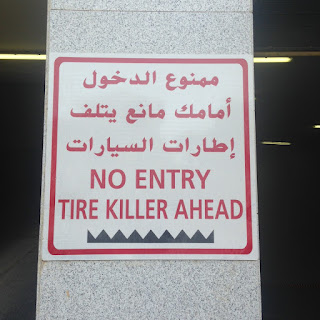 ممنوع الدخول
أمامك مانع يتلف
إطارات السيارات
NO ENTRY
TIRE KILLER AHEAD